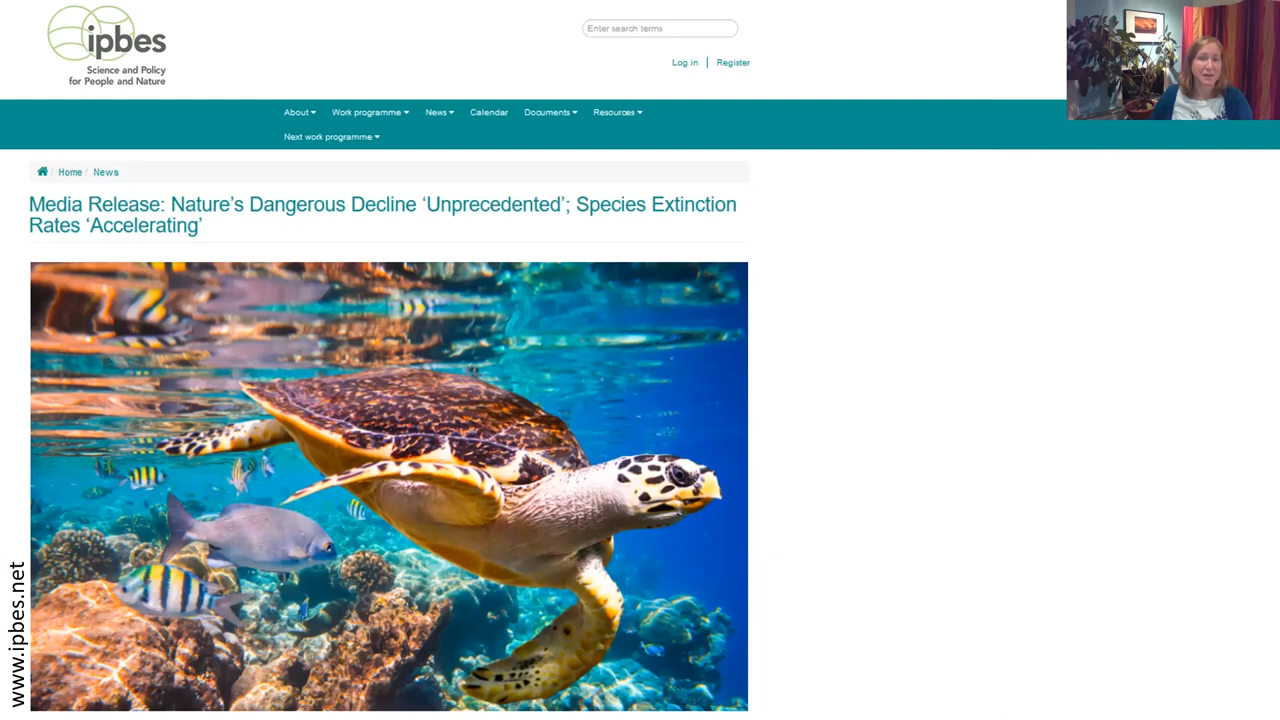 ipbes
Science and Policy
for People and Nature
Enter search terms
Log in | Register
About Work programme News Calendar Documents Resources
Next work programme
/ Home / News
Media Release: Nature’s Dangerous Decline ‘Unprecedented’; Species Extinction
Rates ‘Accelerating’
www.ipbes.net